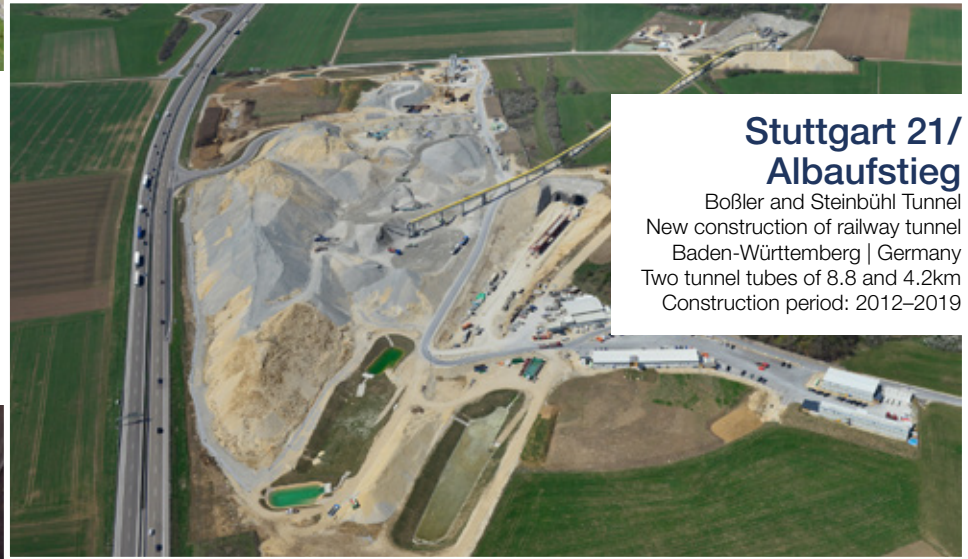 Stuttgart 21/
Albaufstieg
Boßler and Steinbühl Tunnel
New construction of railway tunnel
Baden-Württemberg | Germany
Two tunnel tubes of 8.8 and 4.2km
Construction period: 2012–2019